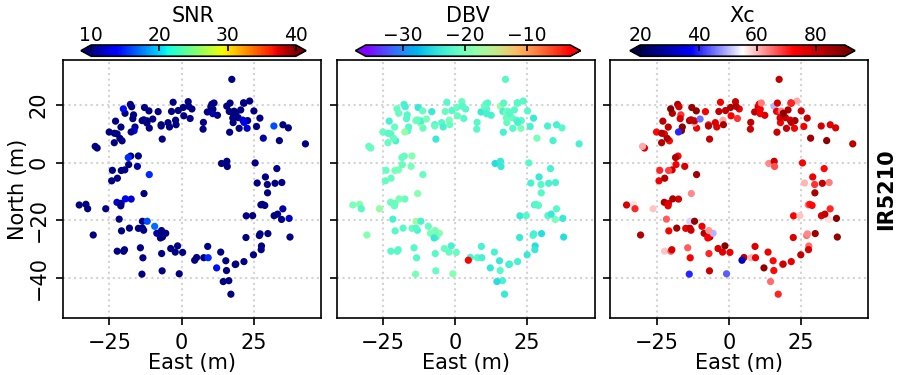 SNR DBV Xc
10 20 30 40 −30 −20 −10 20 40 60 80
20
0
−20
−40
North (m)
−25 0 25 −25 0 25 −25 0 25
East (m) East (m) East (m)
IR5210